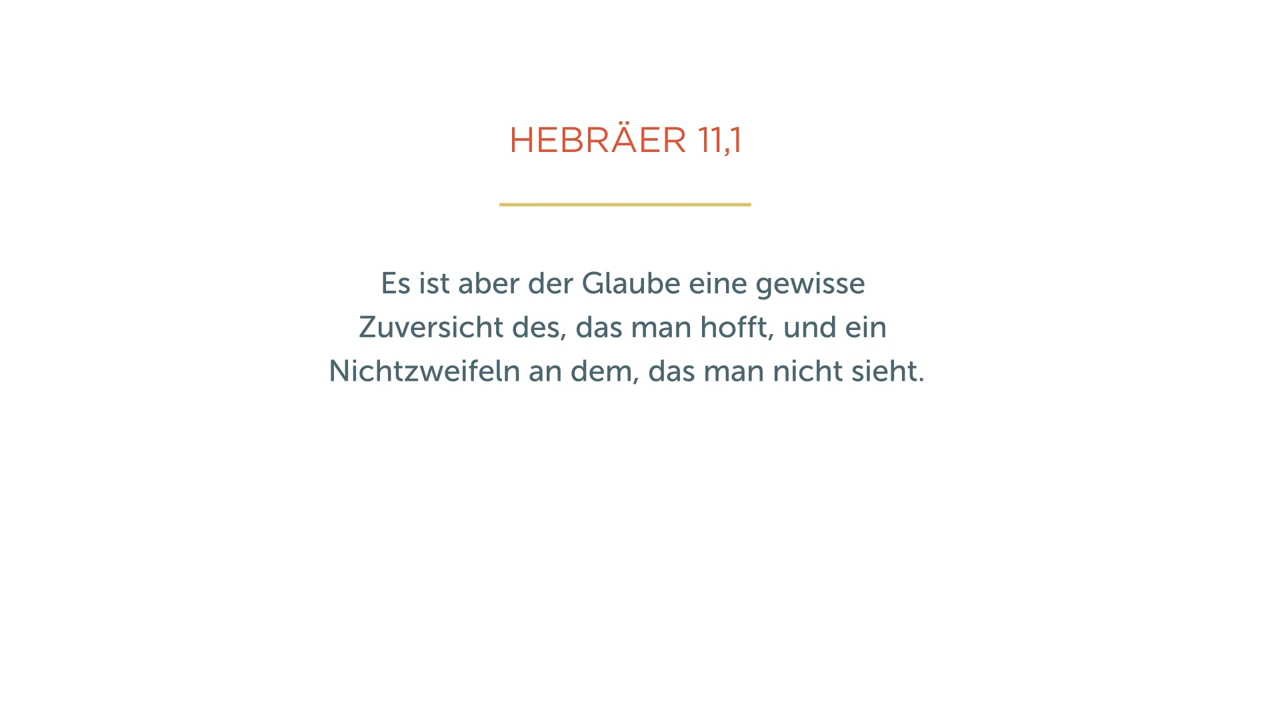 HEBRÄER 11,1
Es ist aber der Glaube eine gewisse
Zuversicht des, das man hofft, und ein
Nichtzweifeln an dem, das man nicht sieht.